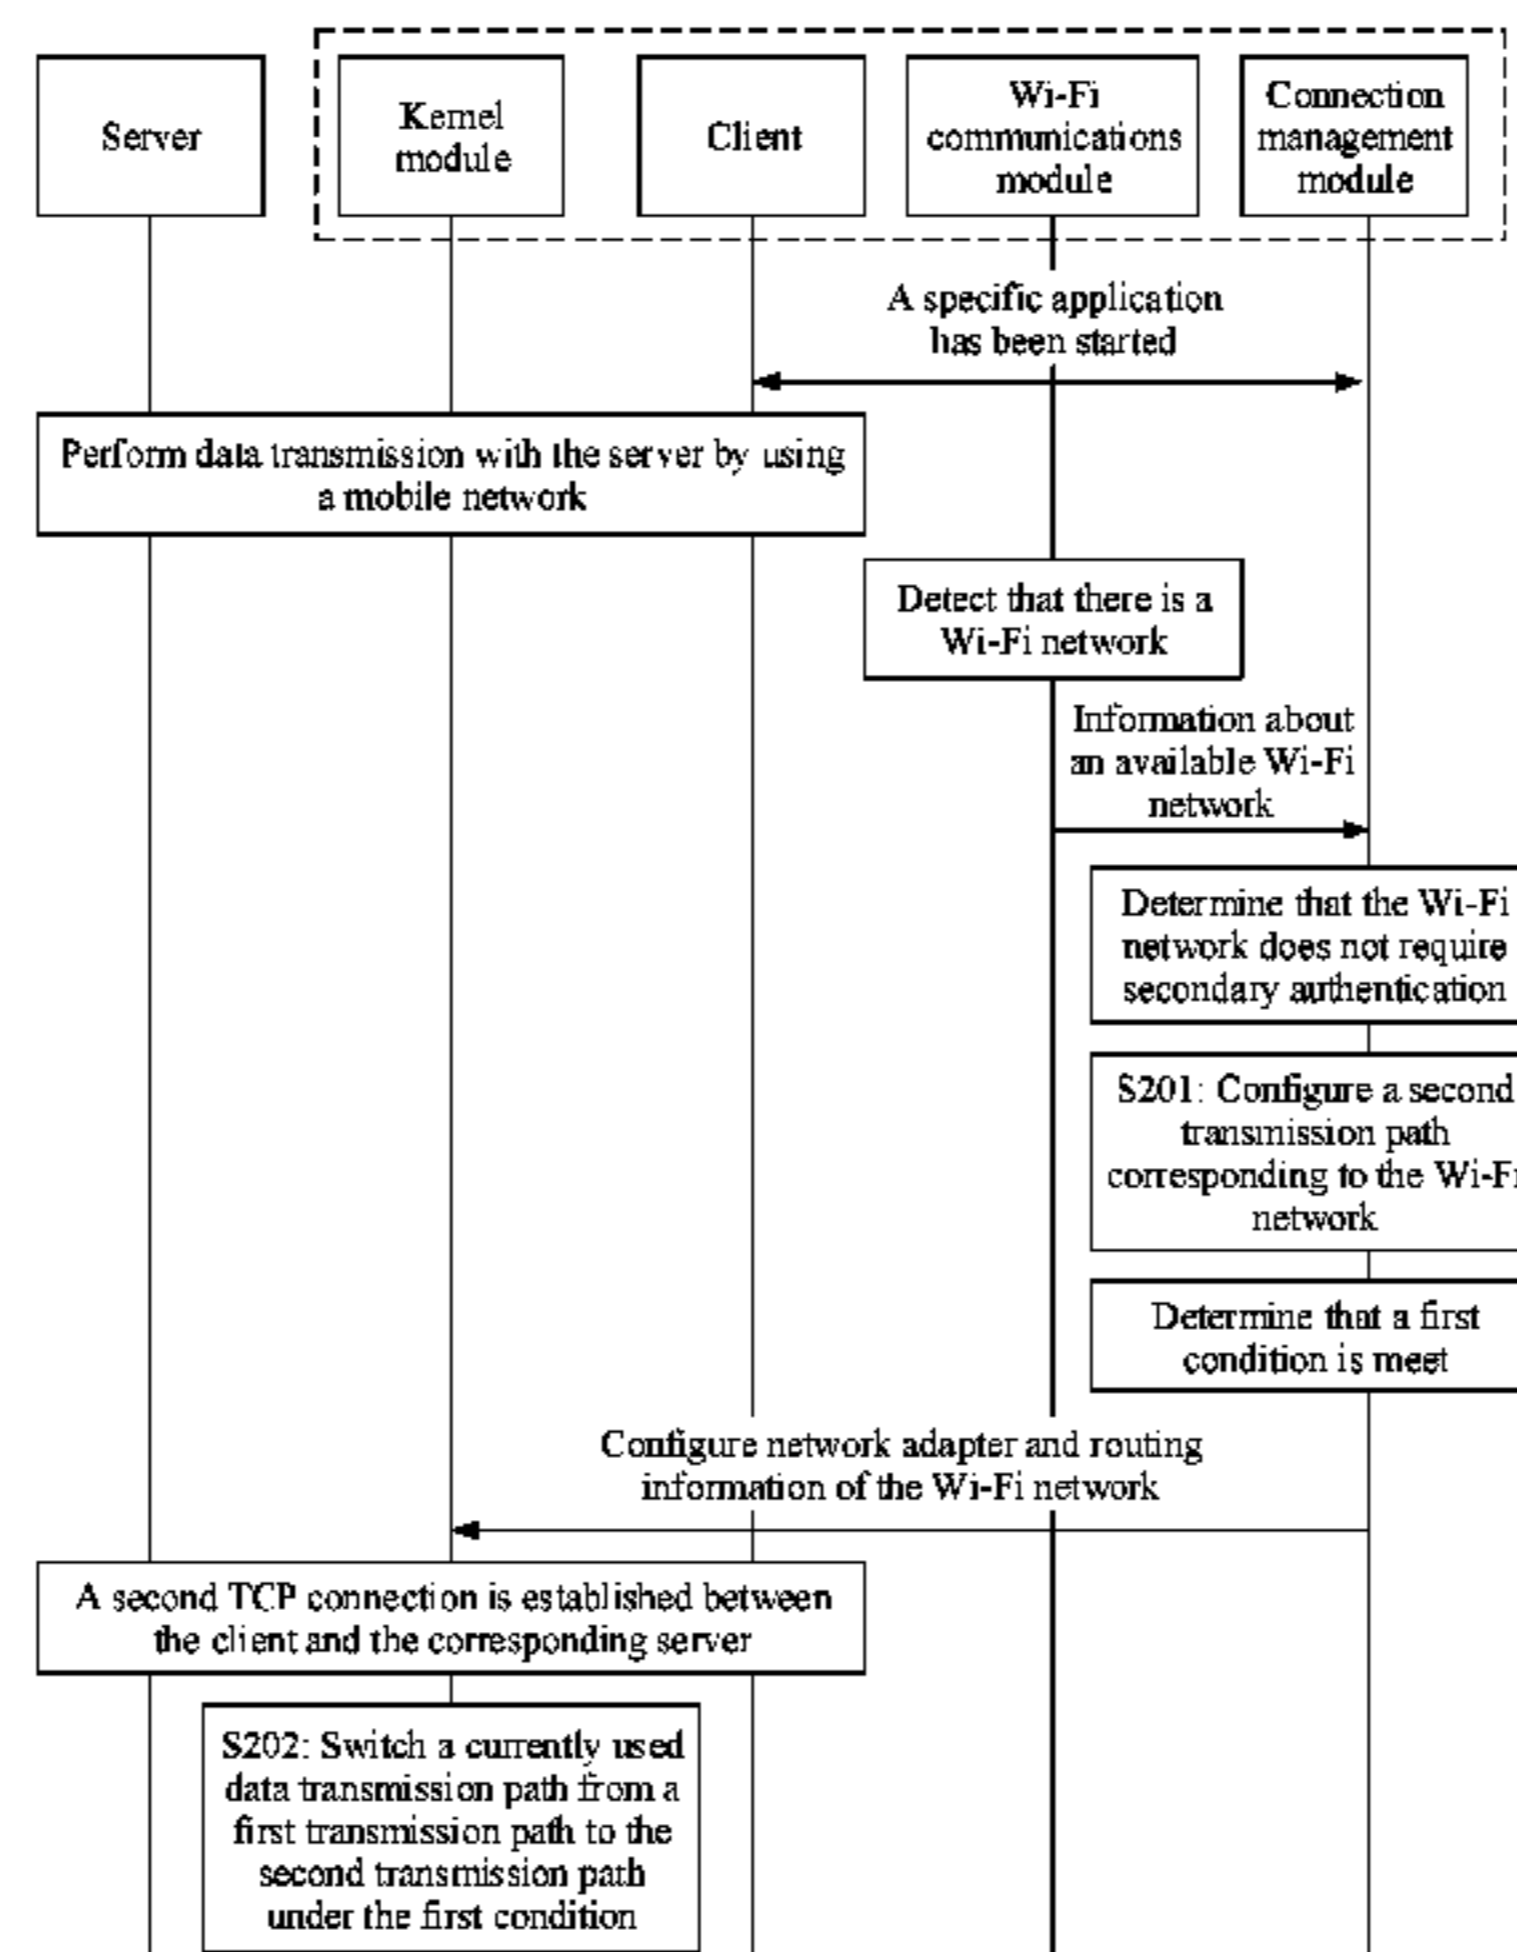 Server
Kernel
module
Client
Wi-Fi
communications
module
Connection
management
module
A specific application
has been started
Perform data transmission with the server by using
a mobile network
Detect that there is a
Wi-Fi network
Information about
an available Wi-Fi
network
Determine that the Wi-Fi
network does not require
secondary authentication
S201: Configure a second
transmission path
corresponding to the Wi-Fi
network
Determine that a first
condition is meet
Configure network adapter and routing
information of the Wi-Fi network
A second TCP connection is established between
the client and the corresponding server
S202: Switch a currently used
data transmission path from a
first transmission path to the
second transmission path
under the first condition